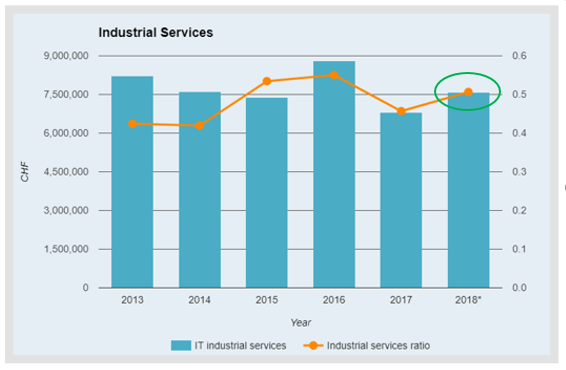 Industrial Services
9,000,000
7,500,000
6,000,000
4,500,000
3,000,000
1,500,000
0
CHF
0.6
0.5
0.4
0.3
0.2
0.1
0.0
2013 2014 2015 2016 2017 2018*
Year
IT industrial services Industrial services ratio